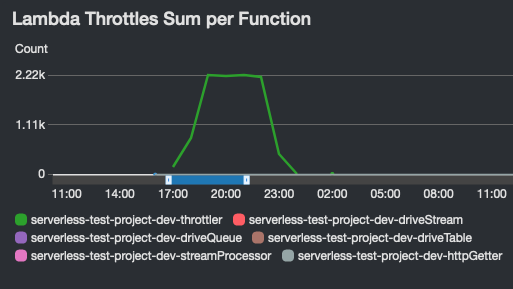 Lambda Throttles Sum per Function
Count
2.22k
1.11k
0
11:00 14:00 17:00 20:00 23:00 02:00 05:00 08:00 11:00
serverless-test-project-dev-throttler serverless-test-project-dev-driveStream
serverless-test-project-dev-driveQueue serverless-test-project-dev-driveTable
serverless-test-project-dev-streamProcessor serverless-test-project-dev-httpGetter